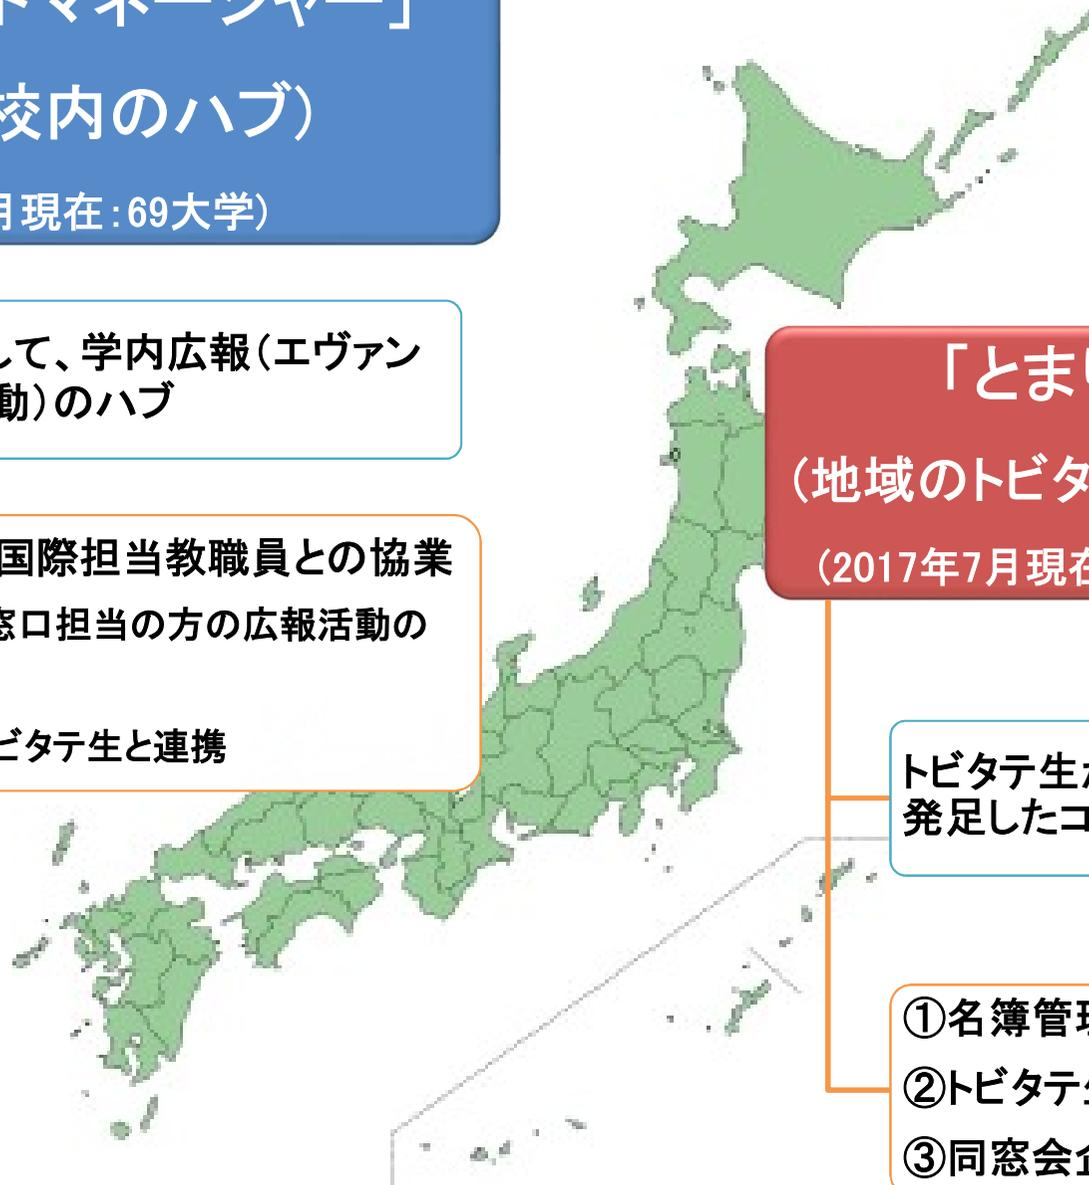 ドマネージャー」
校内のハブ）
月現在：69大学）
して、学内広報（エヴァン
動）のハブ
国際担当教職員との協業
窓口担当の方の広報活動の
ビタテ生と連携
「とまり
（地域のトビタ
（2017年7月現在
トビタテ生が
発足したコ
①名簿管理
②トビタテ生
③同窓会企